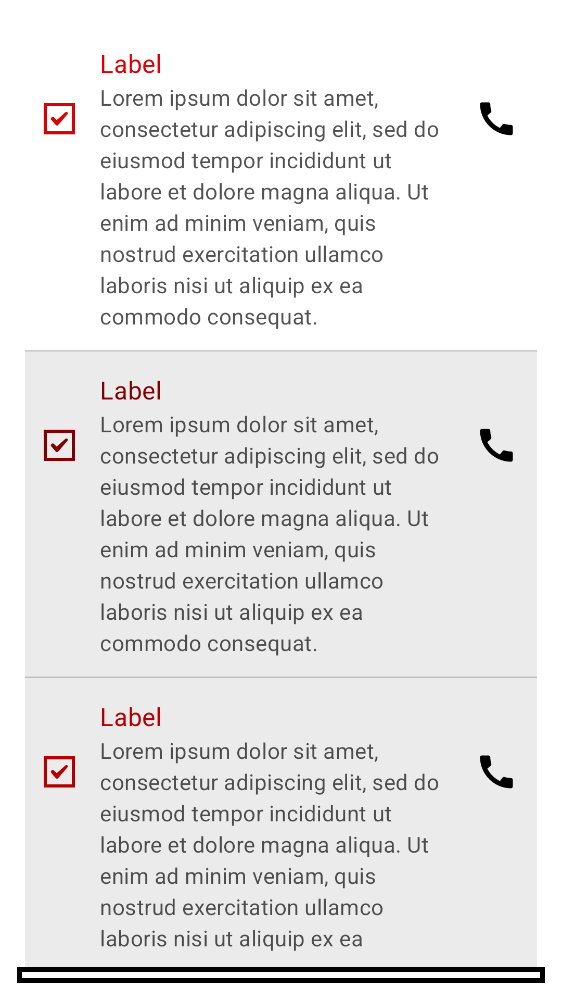 Label
Lorem ipsum dolor sit amet,
consectetur adipiscing elit, sed do
eiusmod tempor incididunt ut
labore et dolore magna aliqua. Ut
enim ad minim veniam, quis
nostrud exercitation ullamco
laboris nisi ut aliquip ex ea
commodo consequat.
Label
Lorem ipsum dolor sit amet,
consectetur adipiscing elit, sed do
eiusmod tempor incididunt ut
labore et dolore magna aliqua. Ut
enim ad minim veniam, quis
nostrud exercitation ullamco
laboris nisi ut aliquip ex ea
commodo consequat.
Label
Lorem ipsum dolor sit amet,
consectetur adipiscing elit, sed do
eiusmod tempor incididunt ut
labore et dolore magna aliqua. Ut
enim ad minim veniam, quis
nostrud exercitation ullamco
laboris nisi ut aliquip ex ea